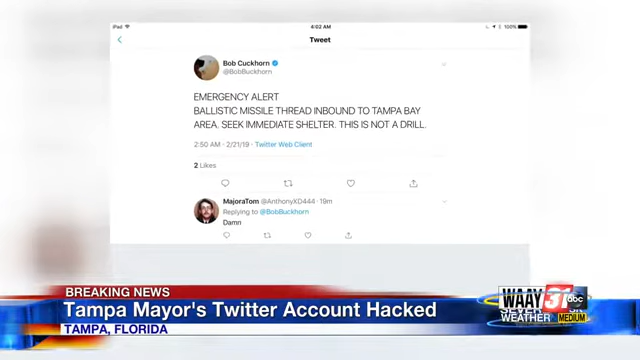 iPad
4:02 AM
100%
Tweet
Bob Cuckhorn
@BobBuckhorn
EMERGENCY ALERT
BALLISTIC MISSILE THREAD INBOUND TO TAMPA BAY
AREA. SEEK IMMEDIATE SHELTER. THIS IS NOT A DRILL.
2:50 AM · 2/21/19 · Twitter Web Client
2 Likes
MajoraTom @AnthonyXD444 · 19m
Replying to @BobBuckhorn
Damn
BREAKING NEWS
Tampa Mayor's Twitter Account Hacked
TAMPA, FLORIDA
WAAY 31 abc
WEATHER MEDIUM